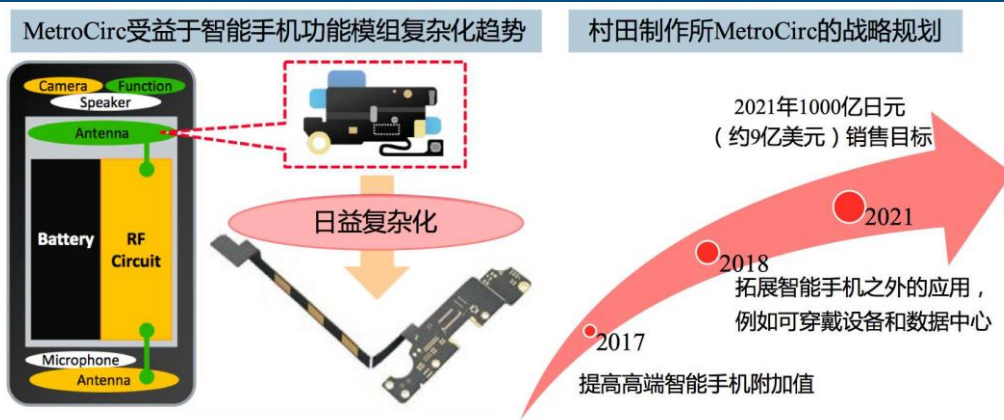 MetroCirc受益于智能手机功能模组复杂化趋势
Camera
Function
Speaker
Antenna
Battery
RF
Circuit
Microphone
Antenna
日益复杂化
村田制作所MetroCirc的战略规划
2021年1000亿日元
（约9亿美元）销售目标
2021
2018
拓展智能手机之外的应用，
例如可穿戴设备和数据中心
2017
提高高端智能手机附加值